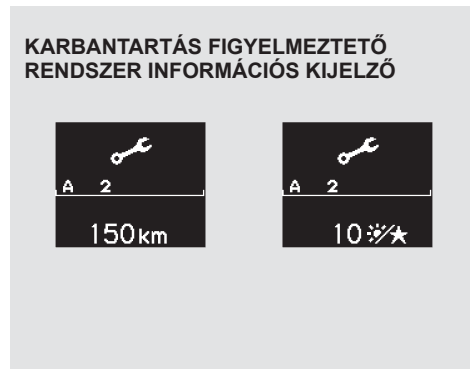 KARBANTARTÁS FIGYELMEZTETŐ
RENDSZER INFORMÁCIÓS KIJELZŐ
A 2
150km
A 2
10